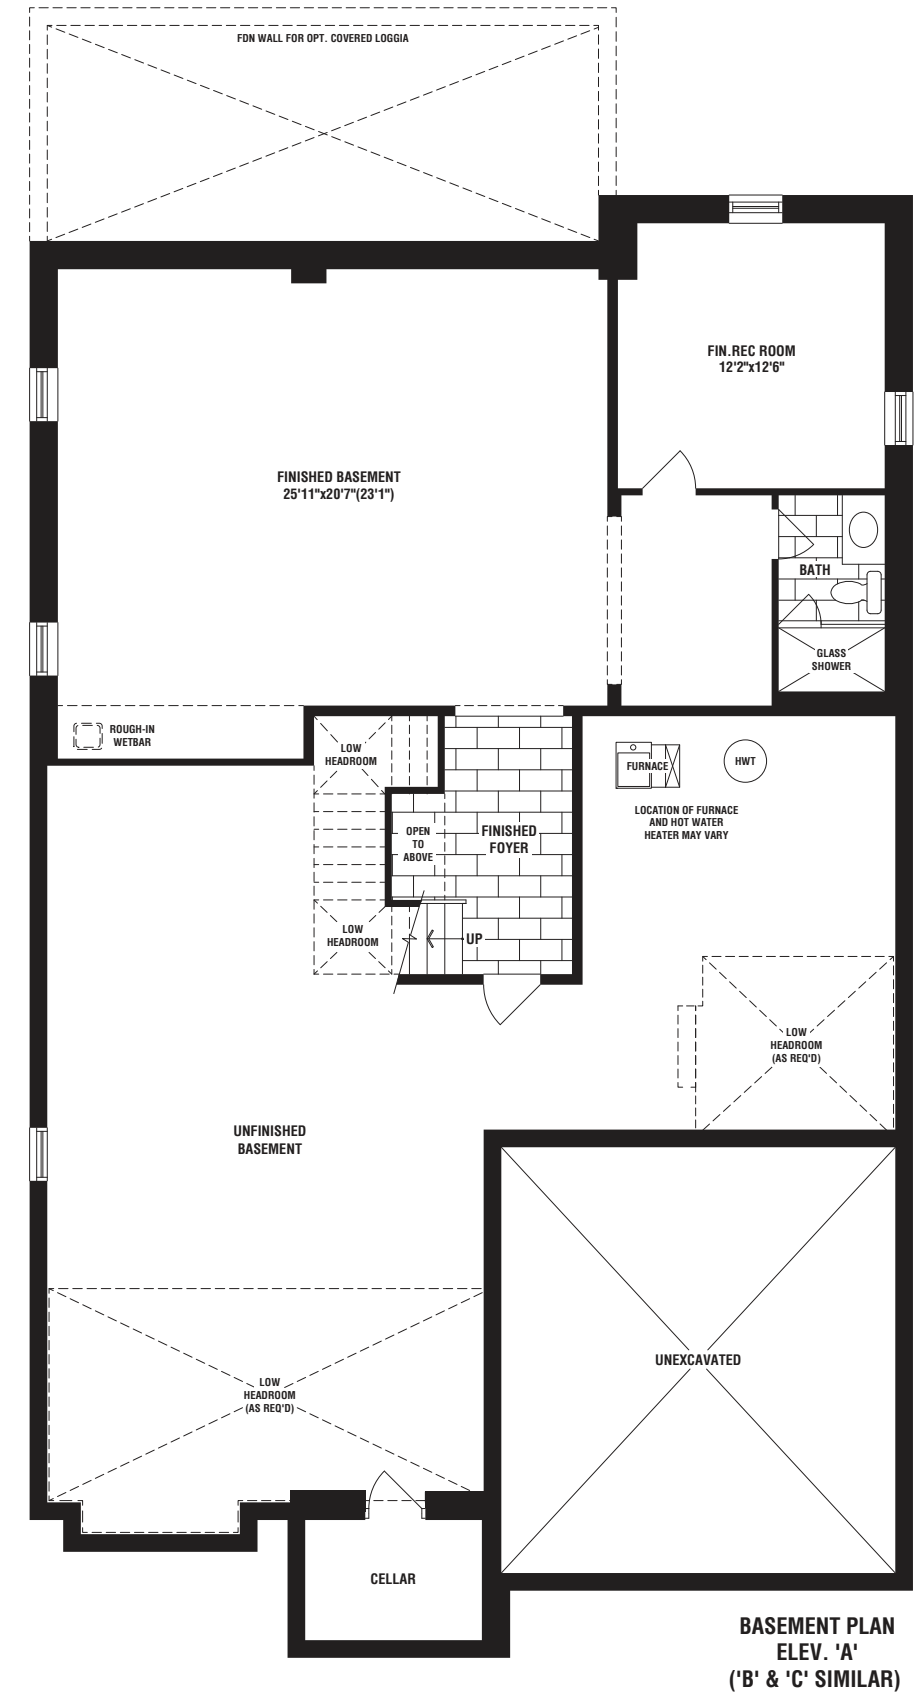 FDN WALL FOR OPT. COVERED LOGGIA
FIN.REC ROOM
12'2"x12'6"
FINISHED BASEMENT
25'11"x20'7"(23'1")
BATH
GLASS
SHOWER
ROUGH-IN
WETBAR
LOW
HEADROOM
FURNACE
HWT
LOCATION OF FURNACE
AND HOT WATER
HEATER MAY VARY
OPEN
TO
ABOVE
FINISHED
FOYER
LOW
HEADROOM
UP
LOW
HEADROOM
(AS REQ'D)
UNFINISHED
BASEMENT
UNEXCAVATED
LOW
HEADROOM
(AS REQ'D)
CELLAR
BASEMENT PLAN
ELEV. 'A'
('B' & 'C' SIMILAR)